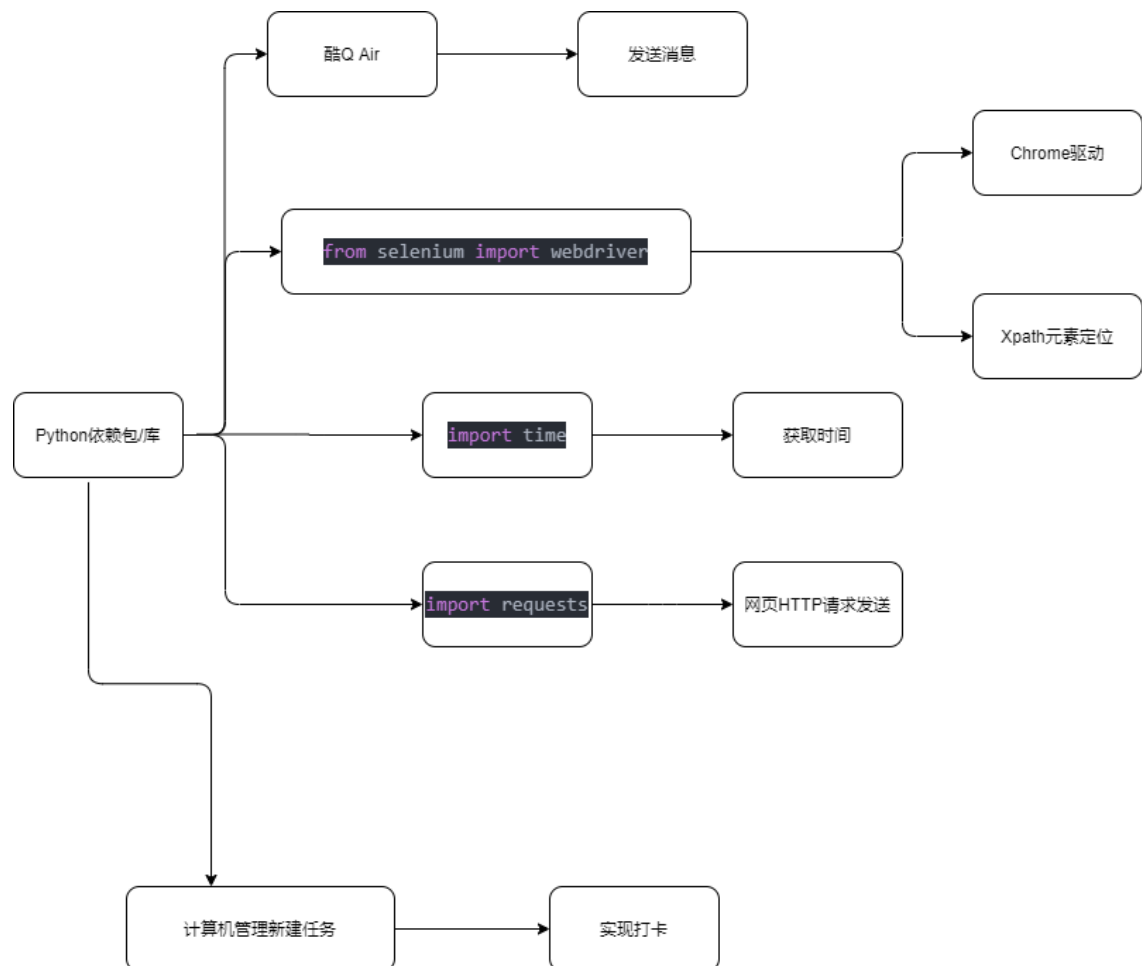 酷Q Air
发送消息
Chrome驱动
from selenium import webdriver
Xpath元素定位
Python依赖包/库
import time
获取时间
import requests
网页HTTP请求发送
计算机管理新建任务
实现打卡